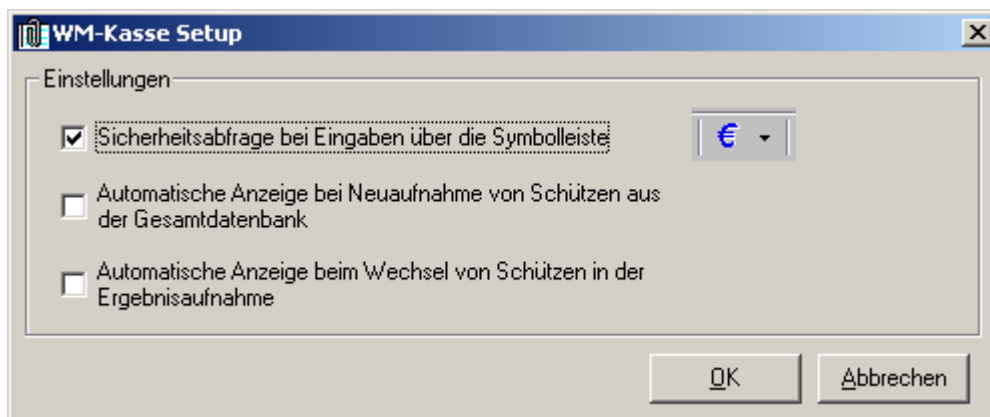 WM-Kasse Setup
Einstellungen
Sicherheitsabfrage bei Eingaben über die Symbolleiste
€
Automatische Anzeige bei Neuaufnahme von Schützen aus
der Gesamtdatenbank
Automatische Anzeige beim Wechsel von Schützen in der
Ergebnisaufnahme
OK
Abbrechen